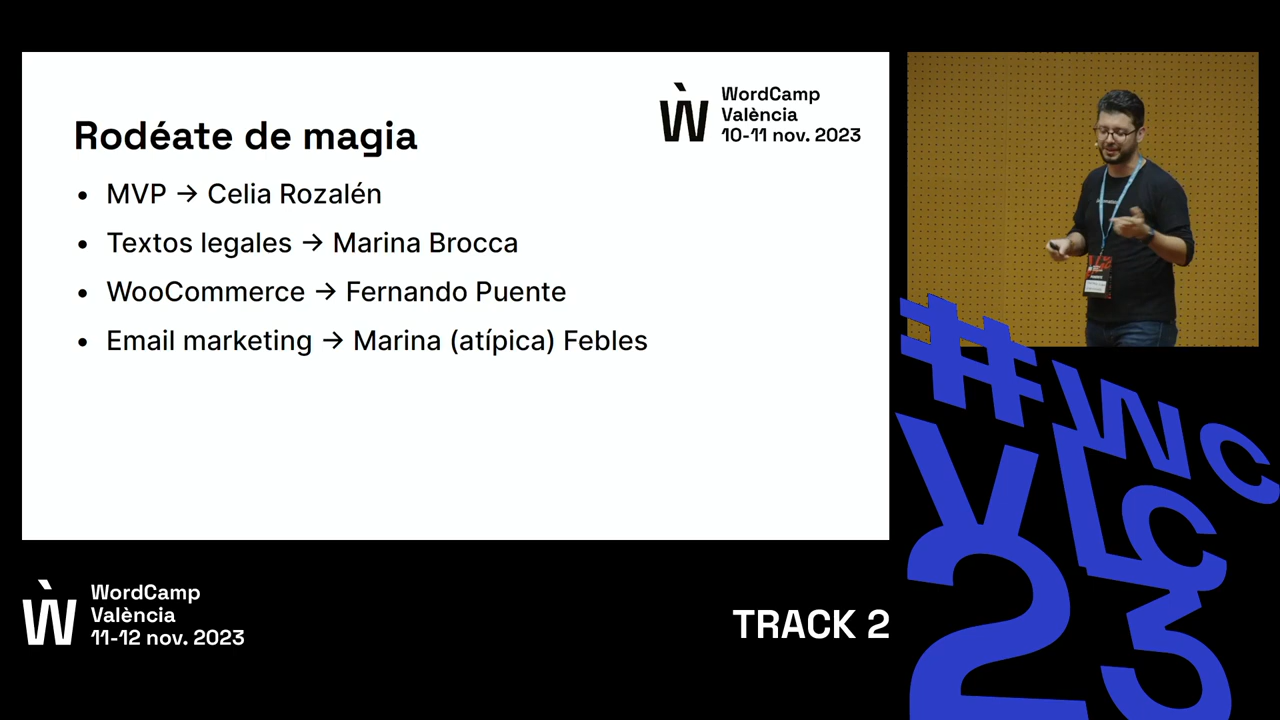 Rodéate de magia
• MVP → Celia Rozalén
• Textos legales → Marina Brocca
• WooCommerce → Fernando Puente
• Email marketing → Marina (atípica) Febles
Ẁ
WordCamp
València
10-11 nov. 2023
Ẁ
WordCamp
València
11-12 nov. 2023
TRACK 2
#WC
VLC
23